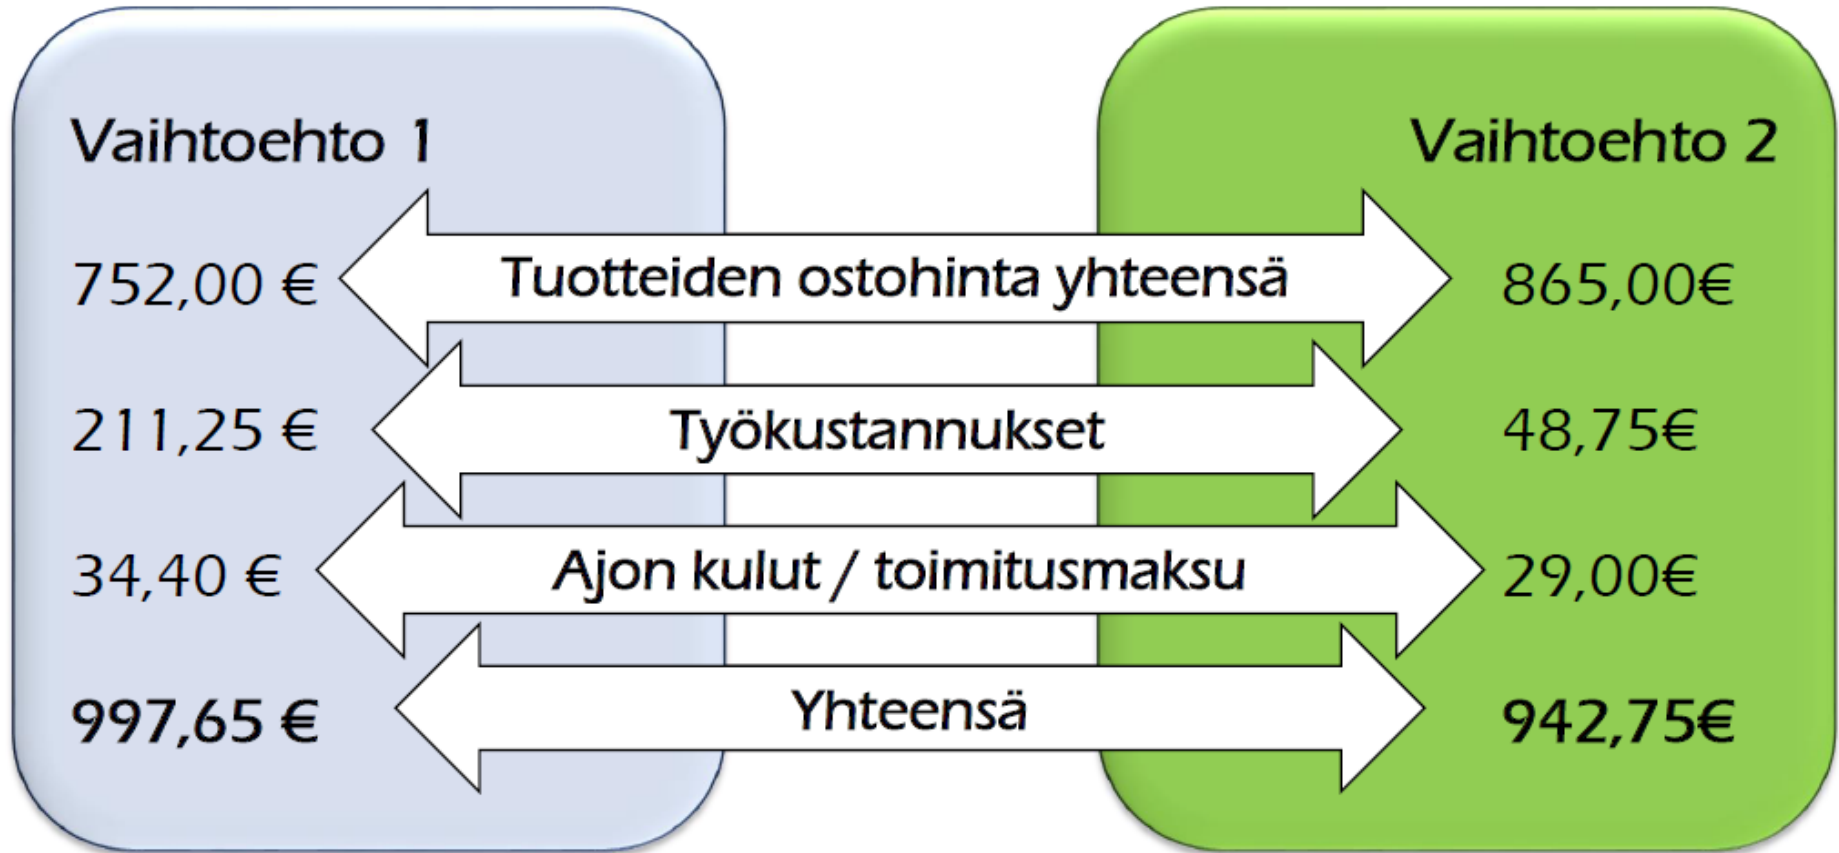 Vaihtoehto 1
Vaihtoehto 2
752,00 €
Tuotteiden ostohinta yhteensä
865,00€
211,25 €
Työkustannukset
48,75€
34,40 €
Ajon kulut / toimitusmaksu
29,00€
997,65 €
Yhteensä
942,75€